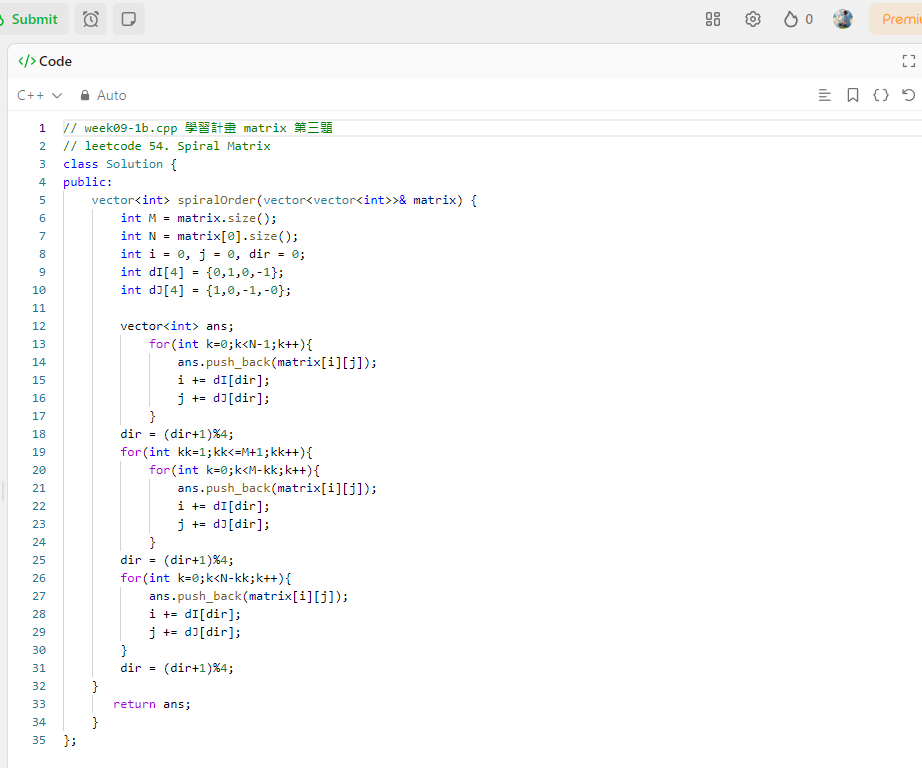 Submit
0
Premiu
</> Code
C++ Auto
1 // week09-1b.cpp 學習計畫 matrix 第三題
2 // leetcode 54. Spiral Matrix
3 class Solution {
4 public:
5 vector<int> spiralOrder(vector<vector<int>>& matrix) {
6 int M = matrix.size();
7 int N = matrix[0].size();
8 int i = 0, j = 0, dir = 0;
9 int dI[4] = {0,1,0,-1};
10 int dJ[4] = {1,0,-1,-0};
11
12 vector<int> ans;
13 for(int k=0;k<N-1;k++){
14 ans.push_back(matrix[i][j]);
15 i += dI[dir];
16 j += dJ[dir];
17 }
18 dir = (dir+1)%4;
19 for(int kk=1;kk<=M+1;kk++){
20 for(int k=0;k<M-kk;k++){
21 ans.push_back(matrix[i][j]);
22 i += dI[dir];
23 j += dJ[dir];
24 }
25 dir = (dir+1)%4;
26 for(int k=0;k<N-kk;k++){
27 ans.push_back(matrix[i][j]);
28 i += dI[dir];
29 j += dJ[dir];
30 }
31 dir = (dir+1)%4;
32 }
33 return ans;
34 }
35 };